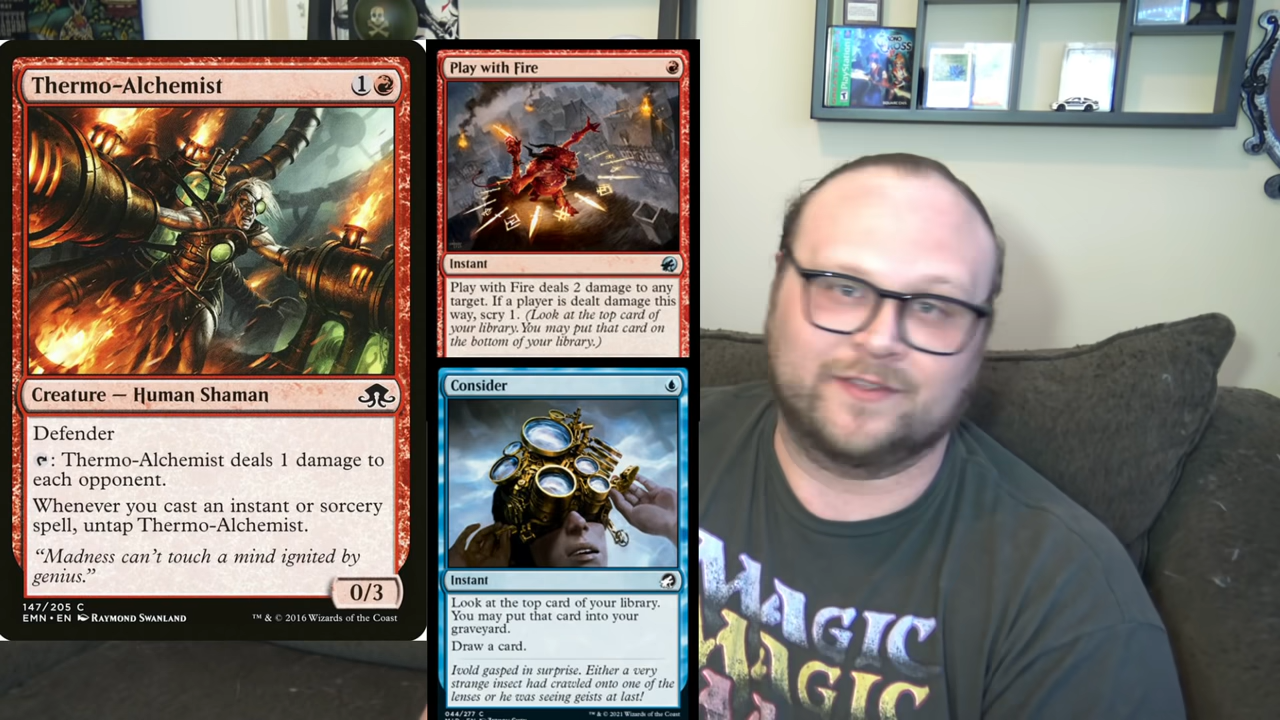 Thermo-Alchemist 1
Creature — Human Shaman
Defender
: Thermo-Alchemist deals 1 damage to
each opponent.
Whenever you cast an instant or sorcery
spell, untap Thermo-Alchemist.
“Madness can’t touch a mind ignited by
genius.”
0/3
147/205 C
EMN • EN Raymond Swanland ™ & © 2016 Wizards of the Coast
Play with Fire
Instant
Play with Fire deals 2 damage to any
target. If a player is dealt damage this
way, scry 1. (Look at the top card of
your library. You may put that card on
the bottom of your library.)
Consider
Instant
Look at the top card of your library.
You may put that card into your
graveyard.
Draw a card.
Ivold gasped in surprise. Either a very
strange insect had crawled onto one of the
lenses or he was seeing geists at last!
044/277 C
™ & © 2021 Wizards of the Coast
PlayStation
MAGIC
MAGIC